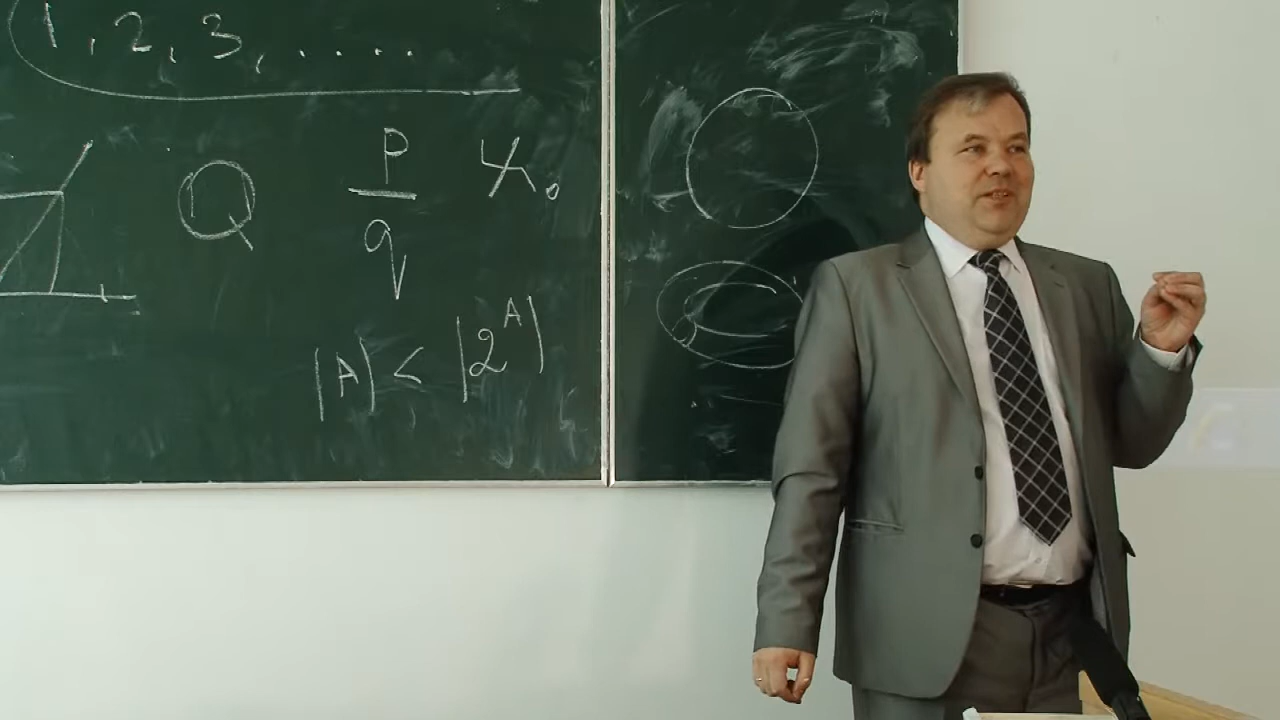 1, 2, 3, .....
Q p/q ℵ₀
|A| < |2^A|